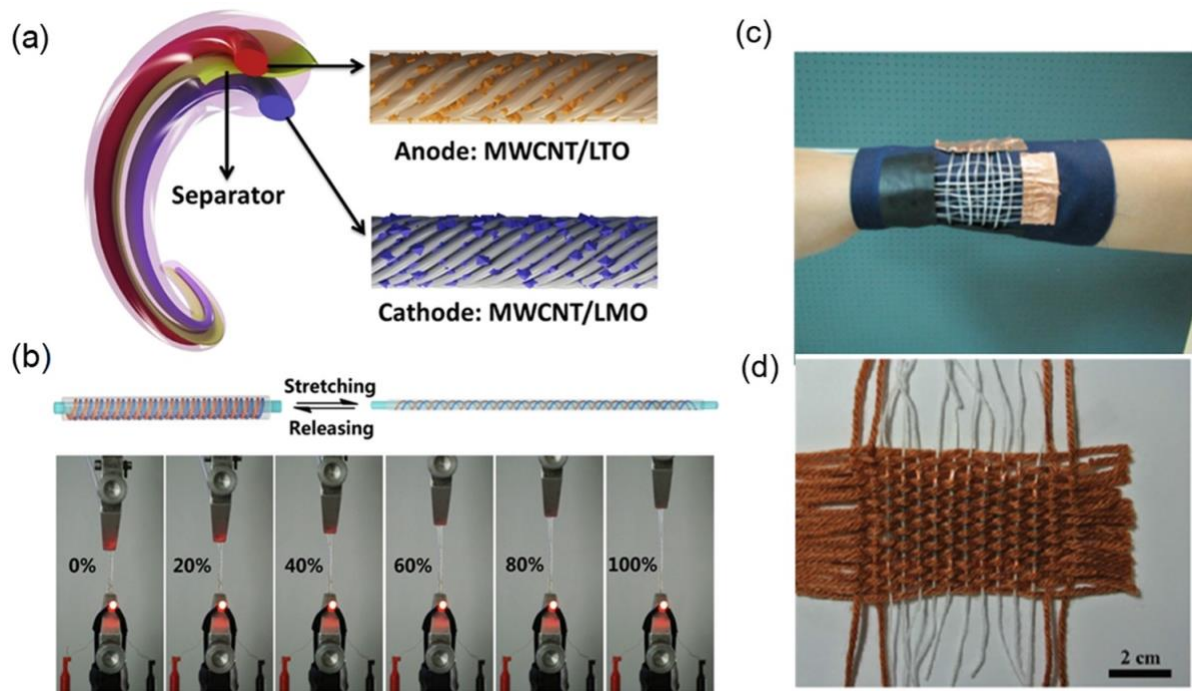 (a)
Anode: MWCNT/LTO
Separator
Cathode: MWCNT/LMO
(b)
Stretching
Releasing
0%
20%
40%
60%
80%
100%
(c)
(d)
2 cm